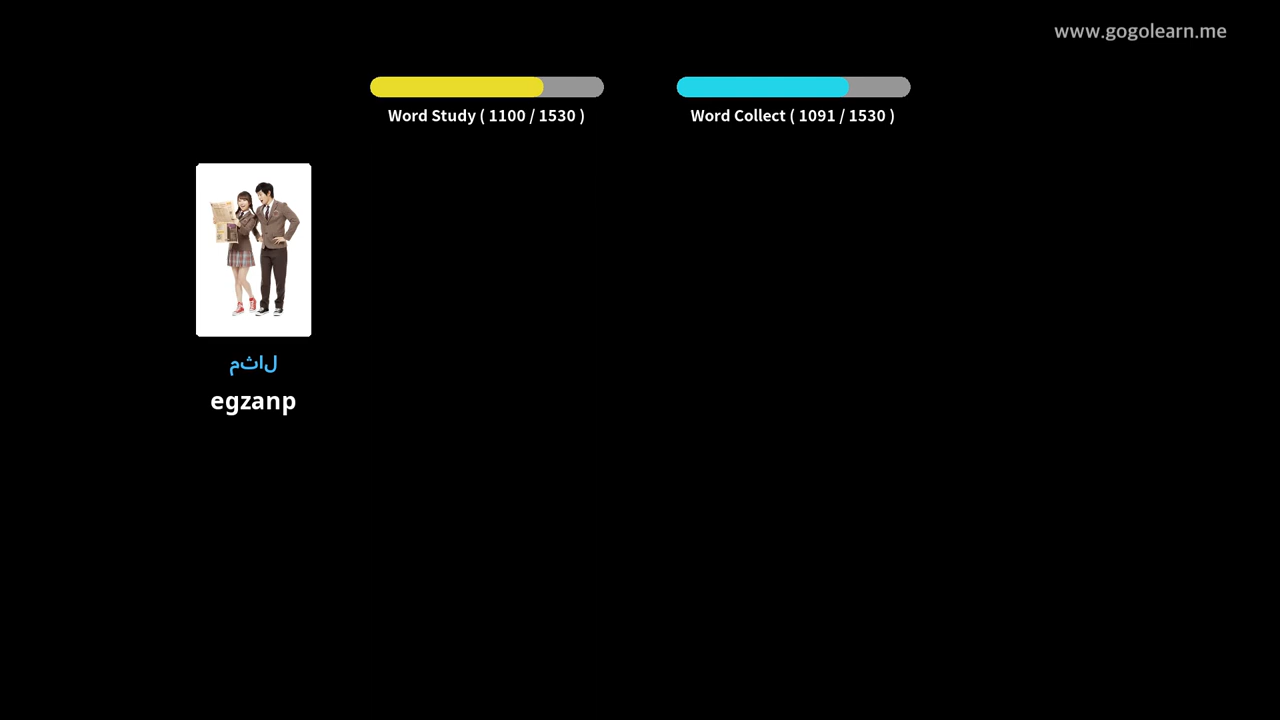 www.gogolearn.me
Word Study ( 1100 / 1530 )
Word Collect ( 1091 / 1530 )
مثال
egzanp